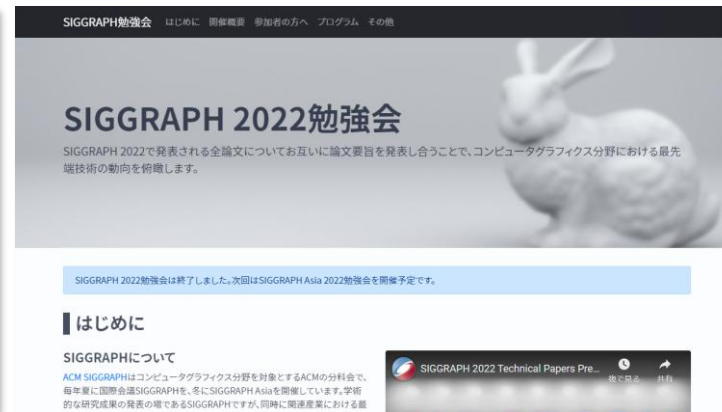 SIGGRAPH勉強会 はじめに 開催概要 参加者の方へ プログラム その他
SIGGRAPH 2022勉強会
SIGGRAPH 2022で発表される全論文についてお互いに論文要旨を発表し合うことで、コンピュータグラフィクス分野における最先
端技術の動向を俯瞰します。
SIGGRAPH 2022勉強会は終了しました。次回はSIGGRAPH Asia 2022勉強会を開催予定です。
はじめに
SIGGRAPHについて
ACM SIGGRAPHはコンピュータグラフィクス分野を対象とするACMの分科会で、
毎年夏に国際会議SIGGRAPHを、冬にSIGGRAPH Asiaを開催しています。学術
的な研究成果の発表の場であるSIGGRAPHですが、同時に関連産業における最
SIGGRAPH 2022 Technical Papers Pre...
後で見る 共有